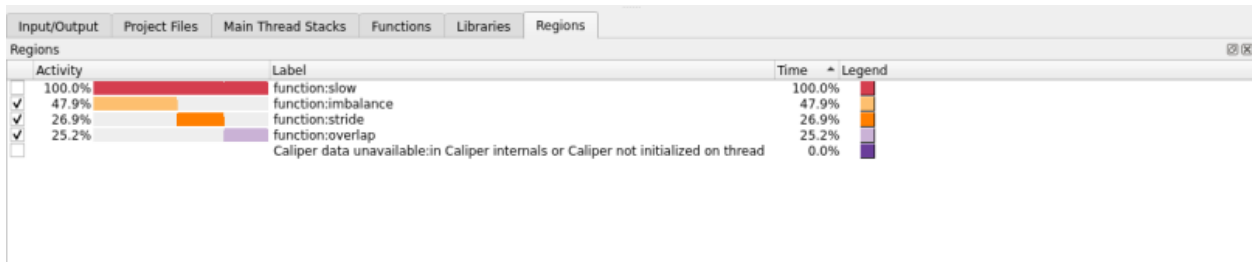 Input/Output Project Files Main Thread Stacks Functions Libraries Regions
Regions
Activity Label Time Legend
100.0% function:slow 100.0%
47.9% function:imbalance 47.9%
26.9% function:stride 26.9%
25.2% function:overlap 25.2%
Caliper data unavailable:in Caliper internals or Caliper not initialized on thread 0.0%